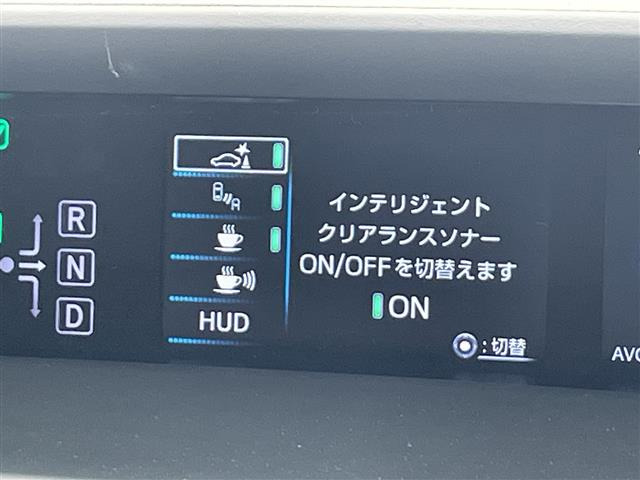 R
N
D
A
HUD
インテリジェント
クリアランスソナー
ON/OFFを切替えます
ON
:切替